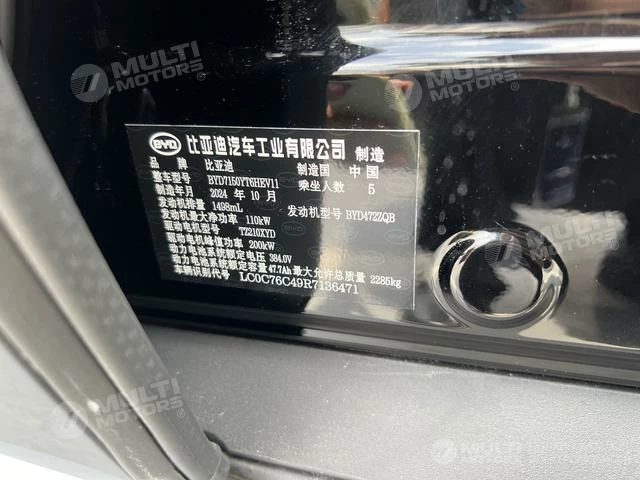 MULTI MOTORS
MULTI MOTORS
BYD 比亚迪汽车工业有限公司 制造
品牌 比亚迪 制造国 中国
整车型号 BYD7150YT6HEV11 乘坐人数 5
制造年月 2024 年 10 月
发动机排量 1498mL 发动机型号 BYD472ZQB
发动机最大净功率 110kW
驱动电机型号 TZ210XYD
驱动电机峰值功率 200kW
动力电池系统额定电压 384.0V
动力电池系统额定容量 47.7Ah 最大允许总质量 2285kg
车辆识别代号 LC0C76C49R7136471
MULTI MOTORS
MULTI MOTORS